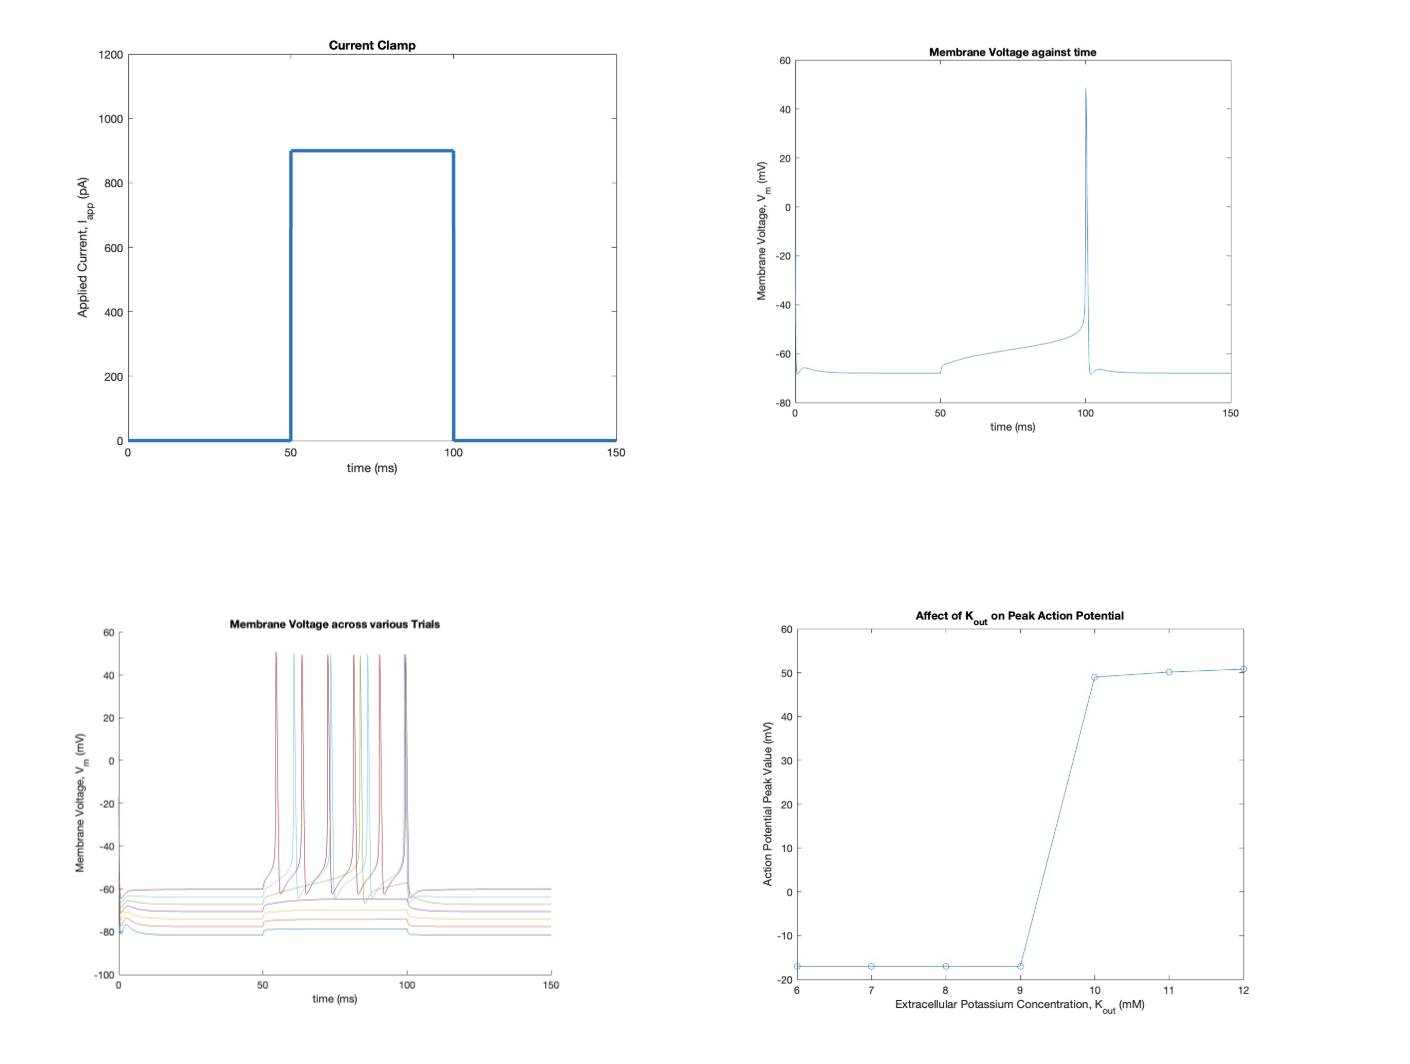 Current Clamp
1200
1000
800
600
400
200
0
Applied Current, I_app (pA)
0 50 100 150
time (ms)
Membrane Voltage against time
60
40
20
0
-20
-40
-60
-80
Membrane Voltage, V_m (mV)
0 50 100 150
time (ms)
Membrane Voltage across various Trials
60
40
20
0
-20
-40
-60
-80
-100
Membrane Voltage, V_m (mV)
0 50 100 150
time (ms)
Affect of K_out on Peak Action Potential
60
50
40
30
20
10
0
-10
-20
Action Potential Peak Value (mV)
6 7 8 9 10 11 12
Extracellular Potassium Concentration, K_out (mM)